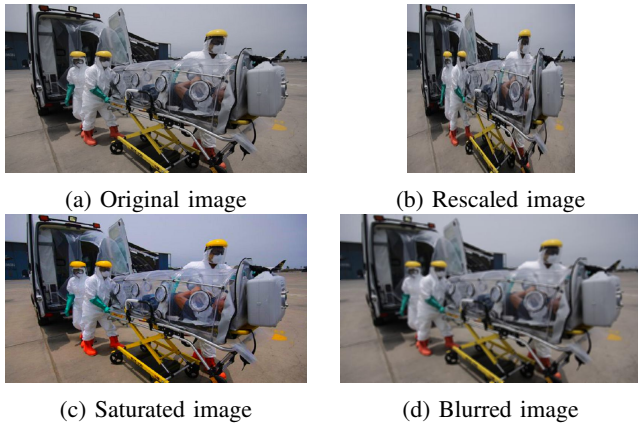 (a) Original image
(b) Rescaled image
(c) Saturated image
(d) Blurred image